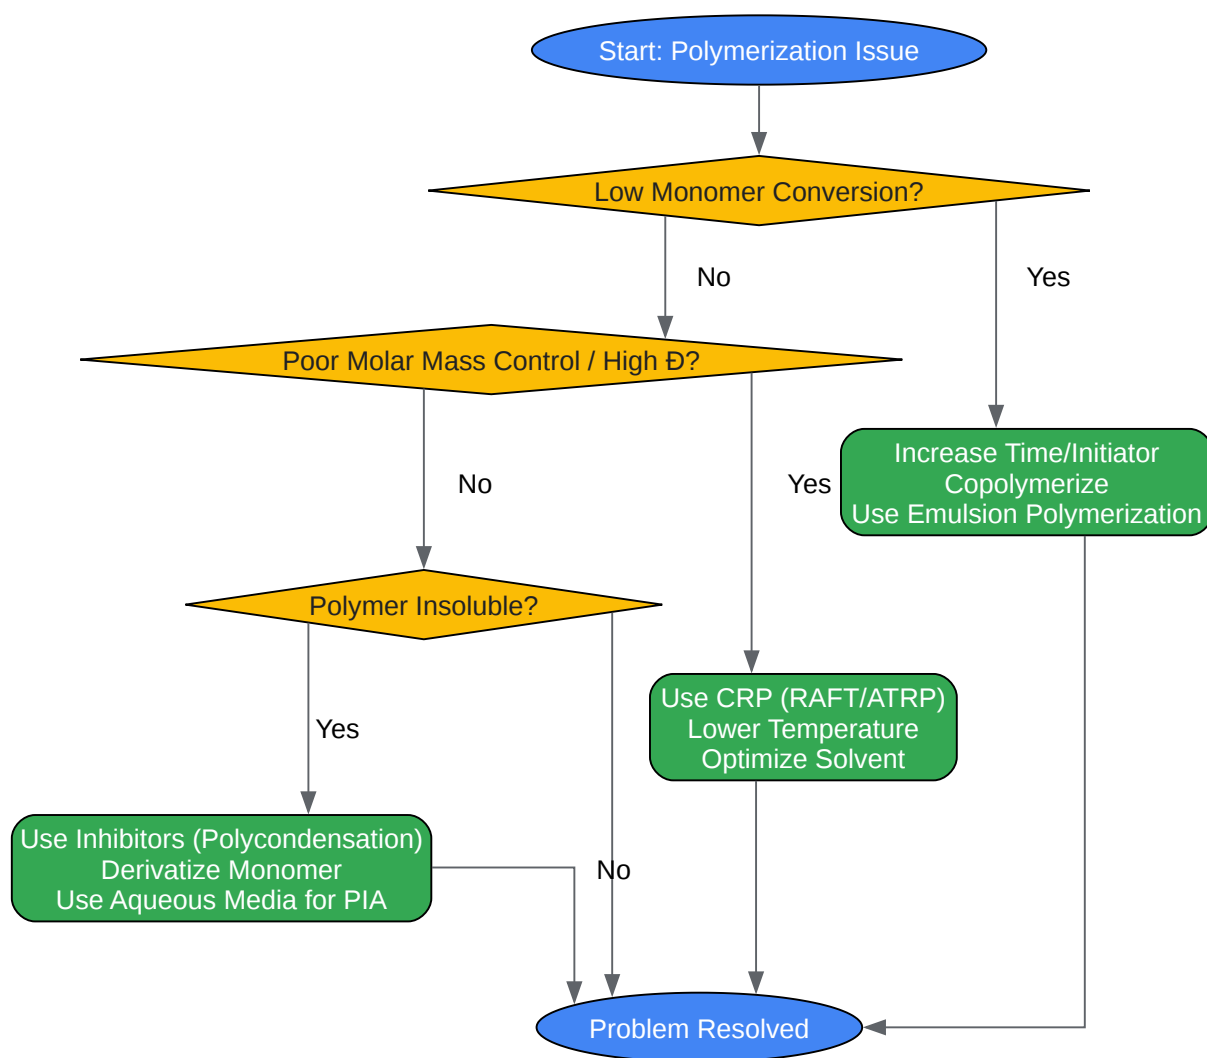 Start: Polymerization Issue
Low Monomer Conversion?
No
Yes
Poor Molar Mass Control / High Đ?
Increase Time/Initiator
Copolymerize
Use Emulsion Polymerization
No
Yes
Polymer Insoluble?
Use CRP (RAFT/ATRP)
Lower Temperature
Optimize Solvent
Yes
Use Inhibitors (Polycondensation)
Derivatize Monomer
Use Aqueous Media for PIA
No
Problem Resolved